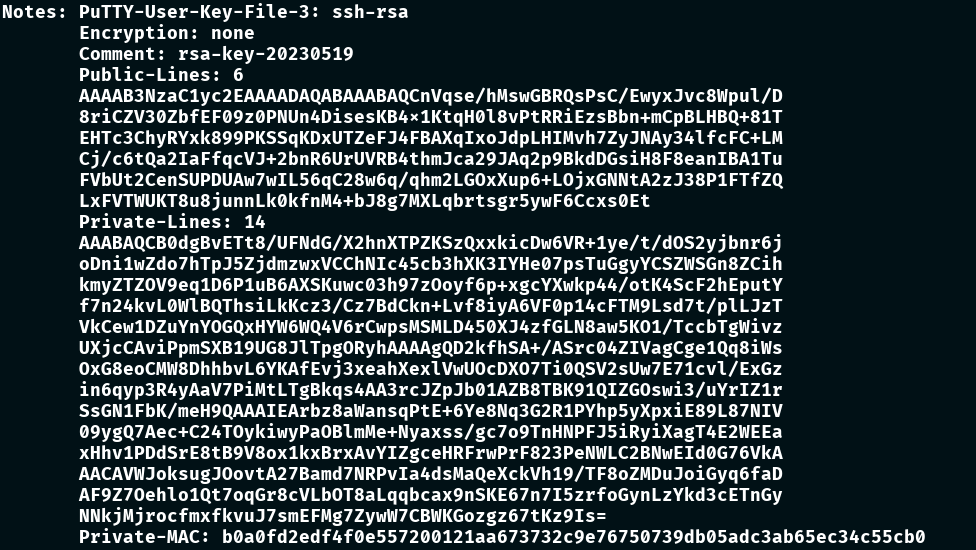 Notes: PuTTY-User-Key-File-3: ssh-rsa
Encryption: none
Comment: rsa-key-20230519
Public-Lines: 6
AAAAB3NzaC1yc2EAAAADAQABAAABAQCnVqse/hMswGBRQsPsC/EwyxJvc8Wpul/D
8riCZV30ZbfEF09z0PNUn4DisesKB4×1KtqH0l8vPtRRiEzsBbn+mCpBLHBQ+81T
EHTc3ChyRYxk899PKSSqKDxUTZeFJ4FBAXqIxoJdpLHIMvh7ZyJNAy34lfcFC+LM
Cj/c6tQa2IaFfqcVJ+2bnR6UrUVRB4thmJca29JAq2p9BkdDGsiH8F8eanIBA1Tu
FVbUt2CenSUPDUAw7wIL56qC28w6q/qhm2LGOxXup6+LOjxGNNtA2zJ38P1FTfZQ
LxFVTWUKT8u8junnLk0kfnM4+bJ8g7MXLqbrtsgr5ywF6Ccxs0Et
Private-Lines: 14
AAABAQCB0dgBvETt8/UFNdG/X2hnXTPZKSzQxxkicDw6VR+1ye/t/dOS2yjbnr6j
oDni1wZdo7hTpJ5ZjdmzwxVCChNIc45cb3hXK3IYHe07psTuGgyYCSZWSGn8ZCih
kmyZTZOV9eq1D6P1uB6AXSKuwc03h97zOoyf6p+xgcYXwkp44/otK4ScF2hEputY
f7n24kvL0WlBQThsiLkKcz3/Cz7BdCkn+Lvf8iyA6VF0p14cFTM9Lsd7t/plLJzT
VkCew1DZuYnYOGQxHYW6WQ4V6rCwpsMSMLD450XJ4zfGLN8aw5KO1/TccbTgWivz
UXjcCAviPpmSXB19UG8JlTpgORyhAAAAgQD2kfhSA+/ASrc04ZIVagCge1Qq8iWs
OxG8eoCMW8DhhbvL6YKAfEvj3xeahXexlVwUOcDXO7Ti0QSV2sUw7E71cvl/ExGz
in6qyp3R4yAaV7PiMtLTgBkqs4AA3rcJZpJb01AZB8TBK91QIZGOswi3/uYrIZ1r
SsGN1FbK/meH9QAAAIEArbz8aWansqPtE+6Ye8Nq3G2R1PYhp5yXpxiE89L87NIV
09ygQ7Aec+C24TOykiwyPaOBlmMe+Nyaxss/gc7o9TnHNPFJ5iRyiXagT4E2WEEa
xHhv1PDdSrE8tB9V8ox1kxBrxAvYIZgceHRFrwPrF823PeNWLC2BNwEId0G76VkA
AACAVWJoksugJOovtA27Bamd7NRPvIa4dsMaQeXckVh19/TF8oZMDuJoiGyq6faD
AF9Z7Oehlo1Qt7oqGr8cVLbOT8aLqqbcax9nSKE67n7I5zrfoGynLzYkd3cETnGy
NNkjMjrocfmxfkvuJ7smEFMg7ZywW7CBWKGozgz67tKz9Is=
Private-MAC: b0a0fd2edf4f0e557200121aa673732c9e76750739db05adc3ab65ec34c55cb0